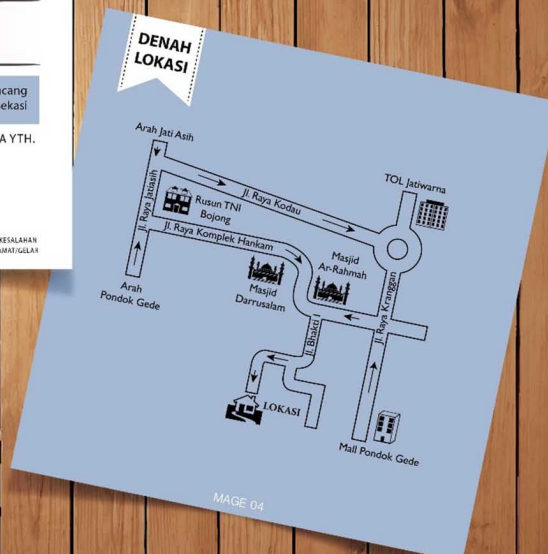 cang
ekasi
A YTH.
KESALAHAN
AMAT/GELAR
DENAH
LOKASI
Arah Jati Asih
TOL Jatiwarna
Jl. Raya Kodau
Rusun TNI
Bojong
Jl. Raya Jatiasih
Jl. Raya Komplek Hankam
Masjid
Ar-Rahmah
Masjid
Darrusalam
Arah
Pondok Gede
Jl. Raya Kranggan
Jl. Bhakti I
LOKASI
Mall Pondok Gede
MAGE 04